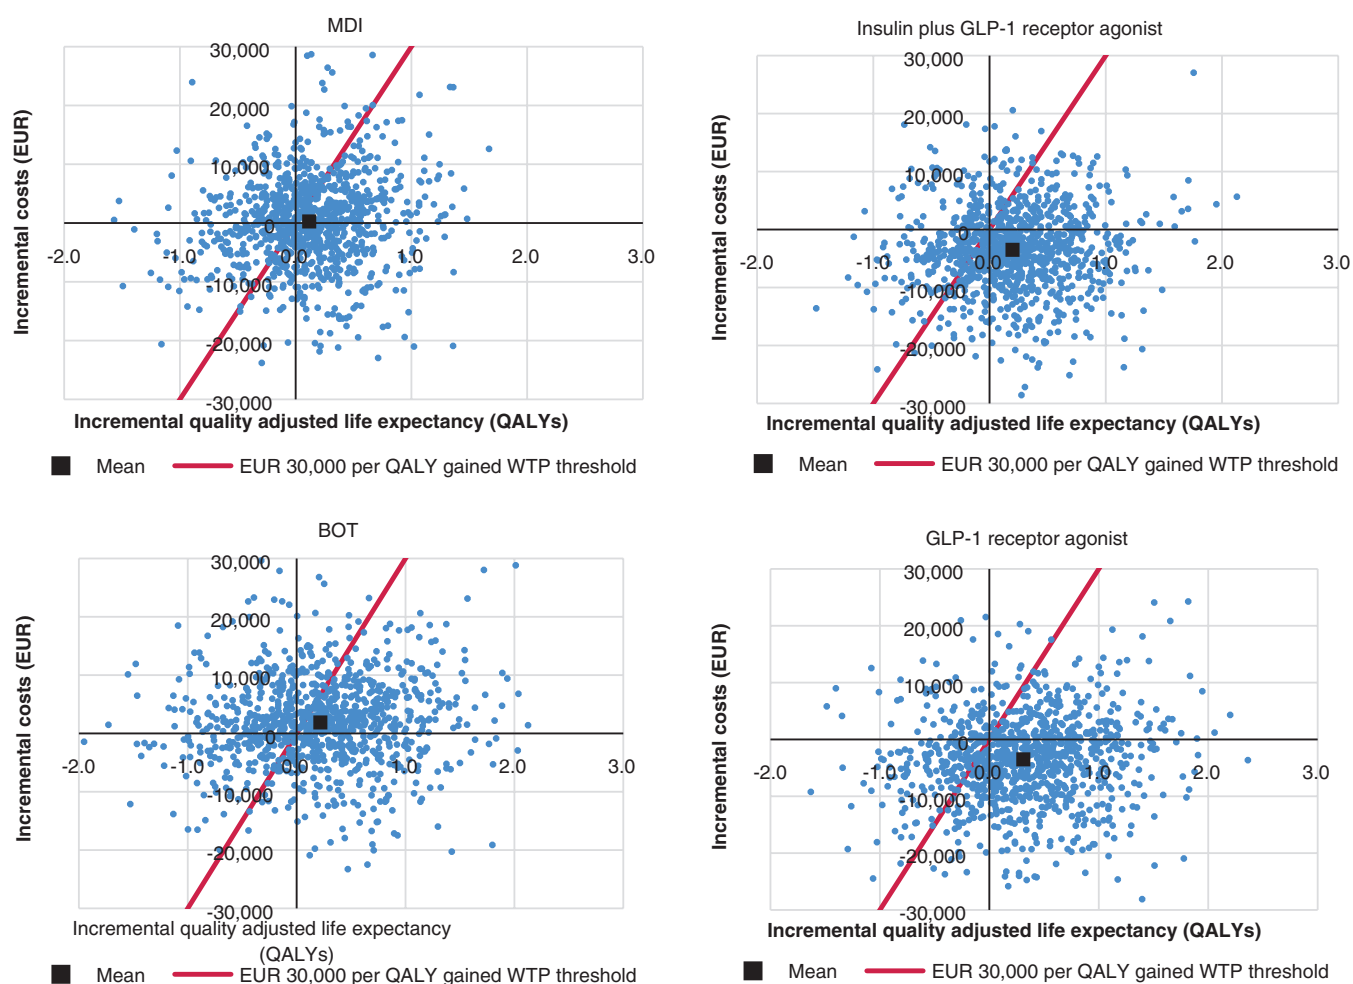 MDI
Incremental costs (EUR)
30,000
20,000
10,000
0
-10,000
-20,000
-30,000
-2.0 -1.0 0.0 1.0 2.0 3.0
Incremental quality adjusted life expectancy (QALYs)
Mean EUR 30,000 per QALY gained WTP threshold
Insulin plus GLP-1 receptor agonist
Incremental costs (EUR)
30,000
20,000
10,000
0
-10,000
-20,000
-30,000
-2.0 -1.0 0.0 1.0 2.0 3.0
Incremental quality adjusted life expectancy (QALYs)
Mean EUR 30,000 per QALY gained WTP threshold
BOT
Incremental costs (EUR)
30,000
20,000
10,000
0
-10,000
-20,000
-30,000
-2.0 -1.0 0.0 1.0 2.0 3.0
Incremental quality adjusted life expectancy
(QALYs)
Mean EUR 30,000 per QALY gained WTP threshold
GLP-1 receptor agonist
Incremental costs (EUR)
30,000
20,000
10,000
0
-10,000
-20,000
-30,000
-2.0 -1.0 0.0 1.0 2.0 3.0
Incremental quality adjusted life expectancy (QALYs)
Mean EUR 30,000 per QALY gained WTP threshold